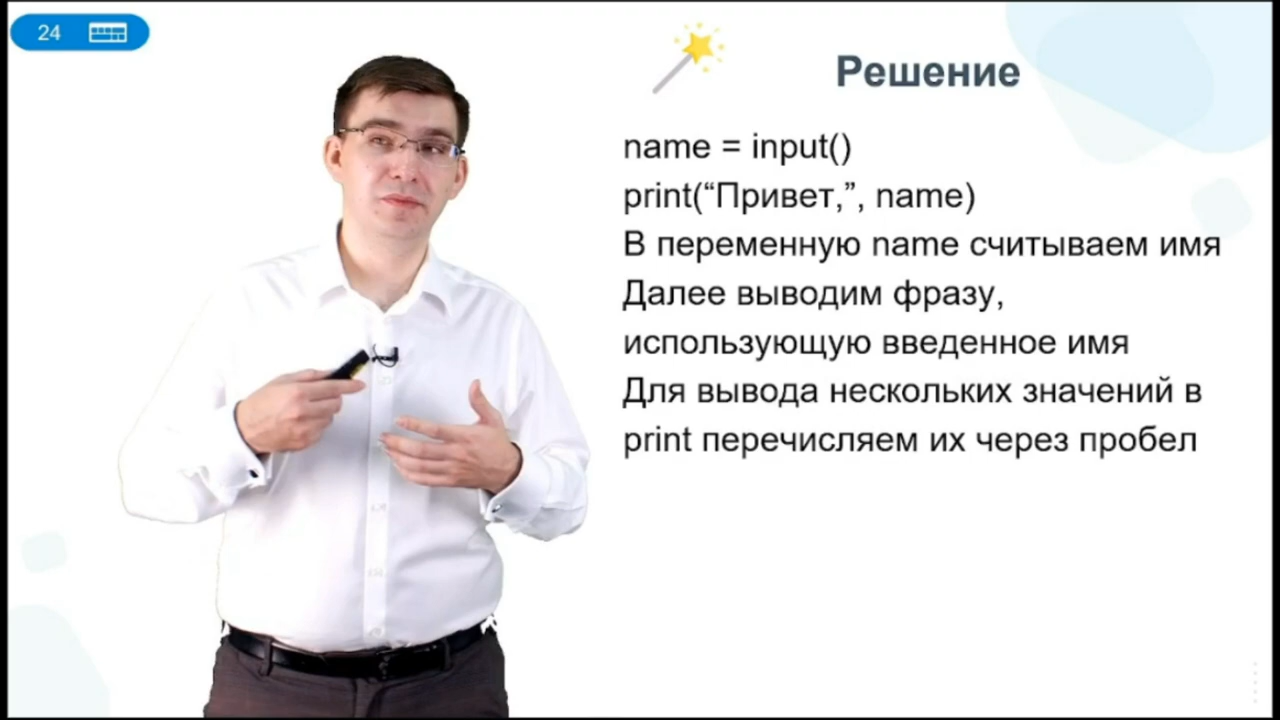 24
Решение
name = input()
print(“Привет,”, name)
В переменную name считываем имя
Далее выводим фразу,
использующую введенное имя
Для вывода нескольких значений в
print перечисляем их через пробел